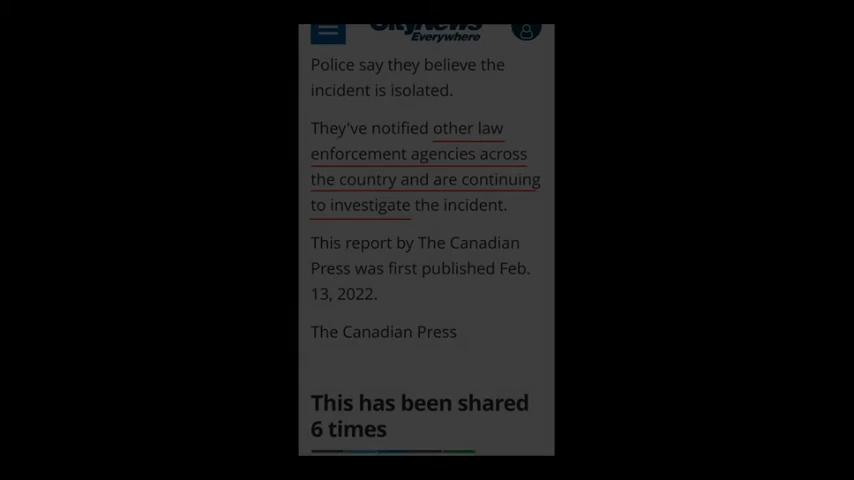 CityNews
Everywhere
Police say they believe the
incident is isolated.
They've notified other law
enforcement agencies across
the country and are continuing
to investigate the incident.
This report by The Canadian
Press was first published Feb.
13, 2022.
The Canadian Press
This has been shared
6 times